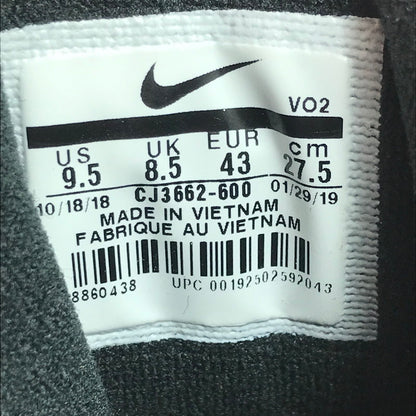 VO2
US UK EUR cm
9.5 8.5 43 27.5
10/18/18 CJ3662-600 01/29/19
MADE IN VIETNAM
FABRIQUE AU VIETNAM
8860438 UPC 00192502592043